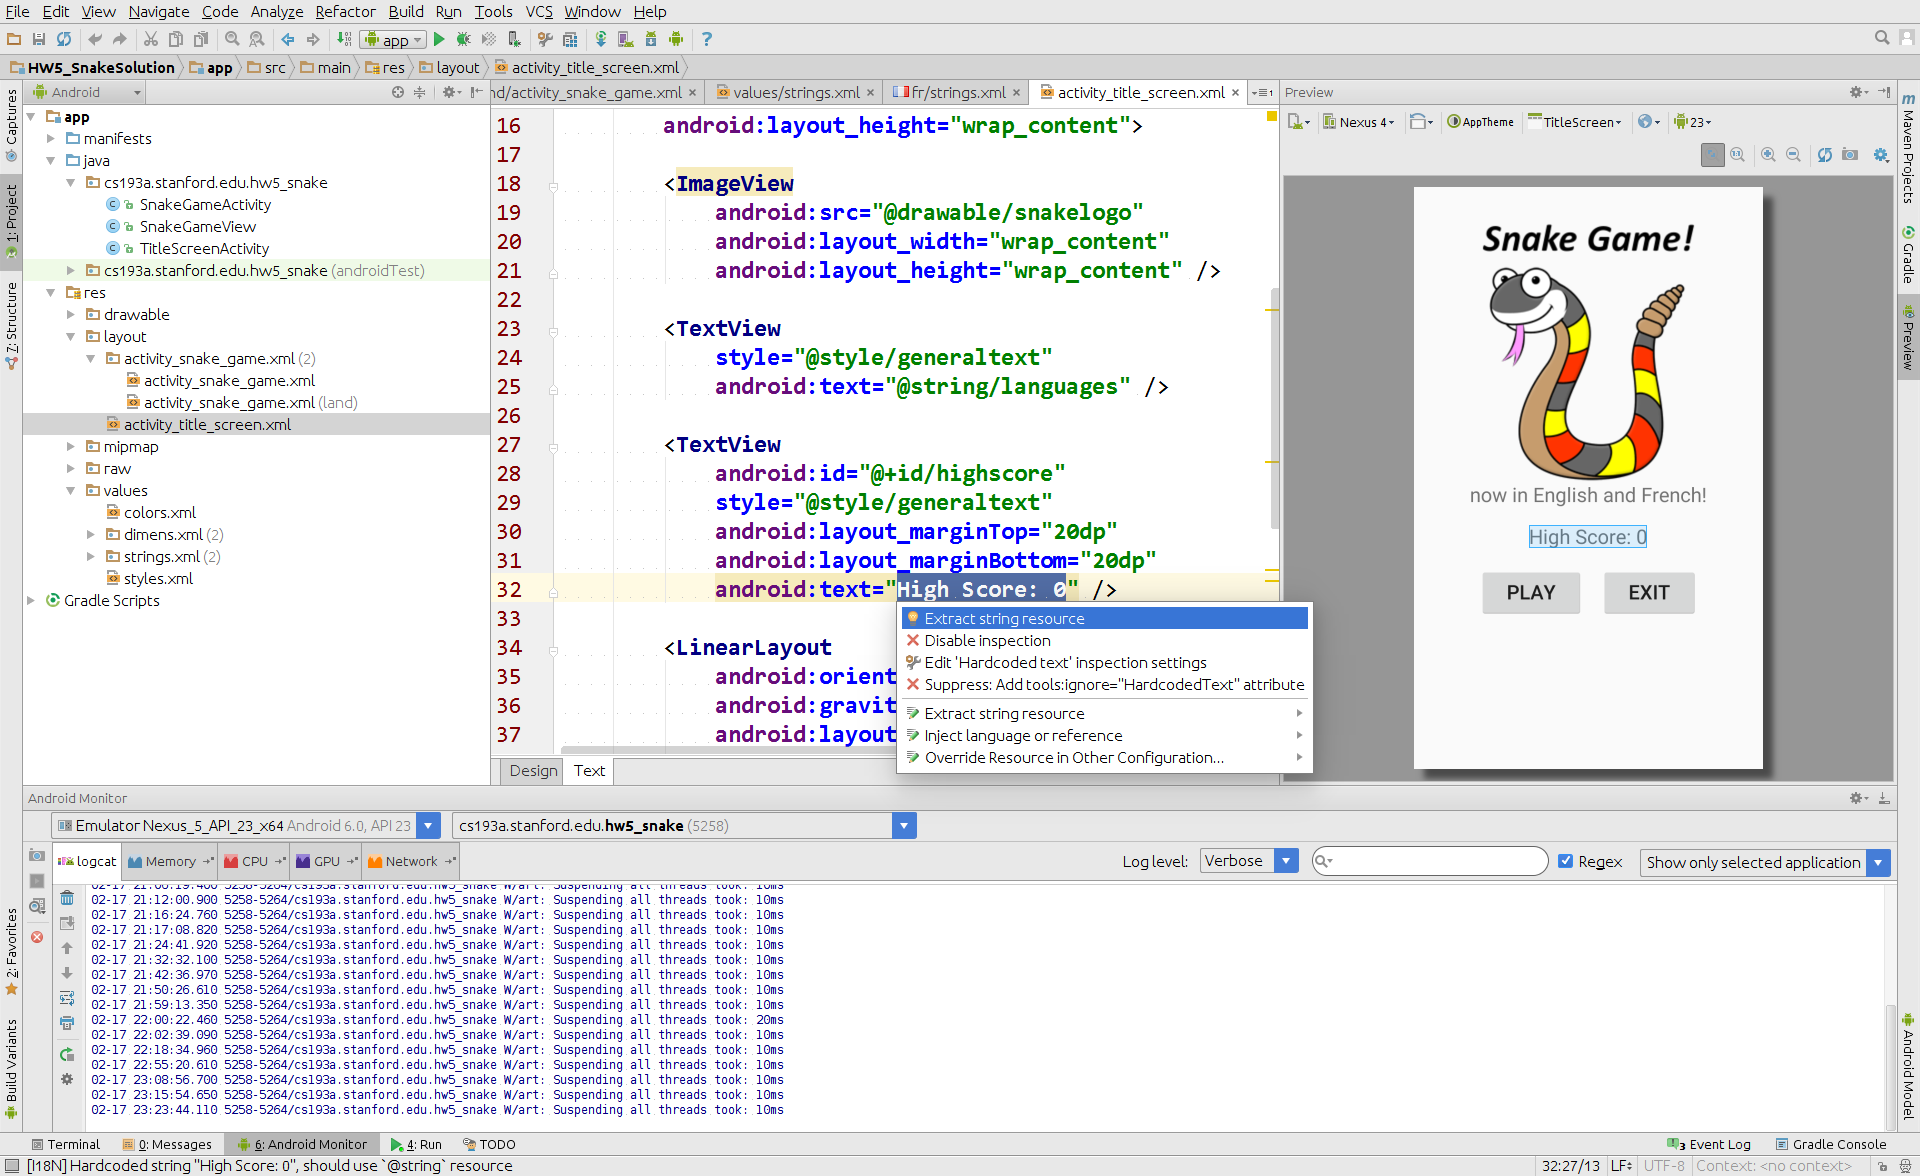 File Edit View Navigate Code Analyze Refactor Build Run Tools VCS Window Help
app
HW5_SnakeSolution app src main res layout activity_title_screen.xml
Android
nd/activity_snake_game.xml values/strings.xml fr/strings.xml activity_title_screen.xml
Preview
Captures
1: Project
7: Structure
2: Favorites
Build Variants
app
manifests
java
cs193a.stanford.edu.hw5_snake
SnakeGameActivity
SnakeGameView
TitleScreenActivity
cs193a.stanford.edu.hw5_snake (androidTest)
res
drawable
layout
activity_snake_game.xml (2)
activity_snake_game.xml
activity_snake_game.xml (land)
activity_title_screen.xml
mipmap
raw
values
colors.xml
dimens.xml (2)
strings.xml (2)
styles.xml
Gradle Scripts
16 android:layout_height="wrap_content">
17
18 <ImageView
19 android:src="@drawable/snakelogo"
20 android:layout_width="wrap_content"
21 android:layout_height="wrap_content" />
22
23 <TextView
24 style="@style/generaltext"
25 android:text="@string/languages" />
26
27 <TextView
28 android:id="@+id/highscore"
29 style="@style/generaltext"
30 android:layout_marginTop="20dp"
31 android:layout_marginBottom="20dp"
32 android:text="High Score: 0" />
33
34 <LinearLayout
35 android:orient
36 android:gravit
37 android:layout
Extract string resource
Disable inspection
Edit 'Hardcoded text' inspection settings
Suppress: Add tools:ignore="HardcodedText" attribute
Extract string resource
Inject language or reference
Override Resource in Other Configuration...
Design Text
Nexus 4 AppTheme TitleScreen 23
Snake Game!
now in English and French!
High Score: 0
PLAY EXIT
Maven Projects
Gradle
Preview
Android Model
Android Monitor
Emulator Nexus_5_API_23_x64 Android 6.0, API 23 cs193a.stanford.edu.hw5_snake (5258)
logcat Memory CPU GPU Network Log level: Verbose Regex Show only selected application
02-17 21:06:19.400 5258-5264/cs193a.stanford.edu.hw5_snake W/art: Suspending all threads took: 10ms
02-17 21:12:00.900 5258-5264/cs193a.stanford.edu.hw5_snake W/art: Suspending all threads took: 10ms
02-17 21:16:24.760 5258-5264/cs193a.stanford.edu.hw5_snake W/art: Suspending all threads took: 10ms
02-17 21:17:08.820 5258-5264/cs193a.stanford.edu.hw5_snake W/art: Suspending all threads took: 10ms
02-17 21:24:41.920 5258-5264/cs193a.stanford.edu.hw5_snake W/art: Suspending all threads took: 10ms
02-17 21:32:32.100 5258-5264/cs193a.stanford.edu.hw5_snake W/art: Suspending all threads took: 10ms
02-17 21:42:36.970 5258-5264/cs193a.stanford.edu.hw5_snake W/art: Suspending all threads took: 10ms
02-17 21:50:26.610 5258-5264/cs193a.stanford.edu.hw5_snake W/art: Suspending all threads took: 10ms
02-17 21:59:13.350 5258-5264/cs193a.stanford.edu.hw5_snake W/art: Suspending all threads took: 10ms
02-17 22:00:22.460 5258-5264/cs193a.stanford.edu.hw5_snake W/art: Suspending all threads took: 20ms
02-17 22:02:39.090 5258-5264/cs193a.stanford.edu.hw5_snake W/art: Suspending all threads took: 10ms
02-17 22:18:34.960 5258-5264/cs193a.stanford.edu.hw5_snake W/art: Suspending all threads took: 10ms
02-17 22:55:20.610 5258-5264/cs193a.stanford.edu.hw5_snake W/art: Suspending all threads took: 10ms
02-17 23:08:56.700 5258-5264/cs193a.stanford.edu.hw5_snake W/art: Suspending all threads took: 10ms
02-17 23:15:54.650 5258-5264/cs193a.stanford.edu.hw5_snake W/art: Suspending all threads took: 10ms
02-17 23:23:44.110 5258-5264/cs193a.stanford.edu.hw5_snake W/art: Suspending all threads took: 10ms
Terminal 0: Messages 6: Android Monitor 4: Run TODO 3 Event Log Gradle Console
[I18N] Hardcoded string "High Score: 0", should use `@string` resource 32:27/13 LF UTF-8 Context: <no context>